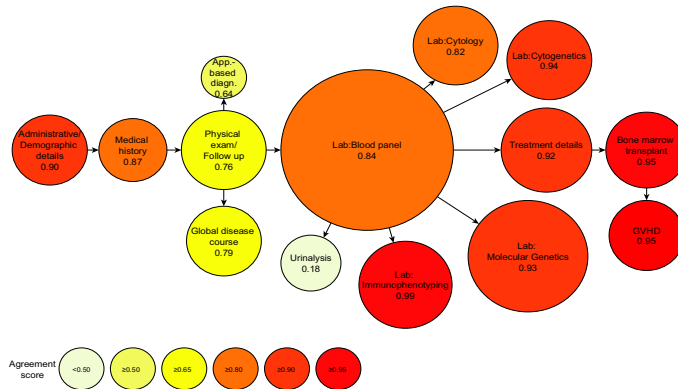 App.-
based diagn.
0.64
Lab:Cytology
0.82
Lab:Cytogenetics
0.94
Administrative/
Demographic
details
0.90
Medical
history
0.87
Physical
exam/
Follow up
0.76
Lab:Blood panel
0.84
Treatment details
0.92
Bone marrow
transplant
0.95
Global disease
course
0.79
Urinalysis
0.18
Lab:
Immunophenotyping
0.99
Lab:
Molecular Genetics
0.93
GVHD
0.95
Agreement
score
<0.50
≥0.50
≥0.65
≥0.80
≥0.90
≥0.95